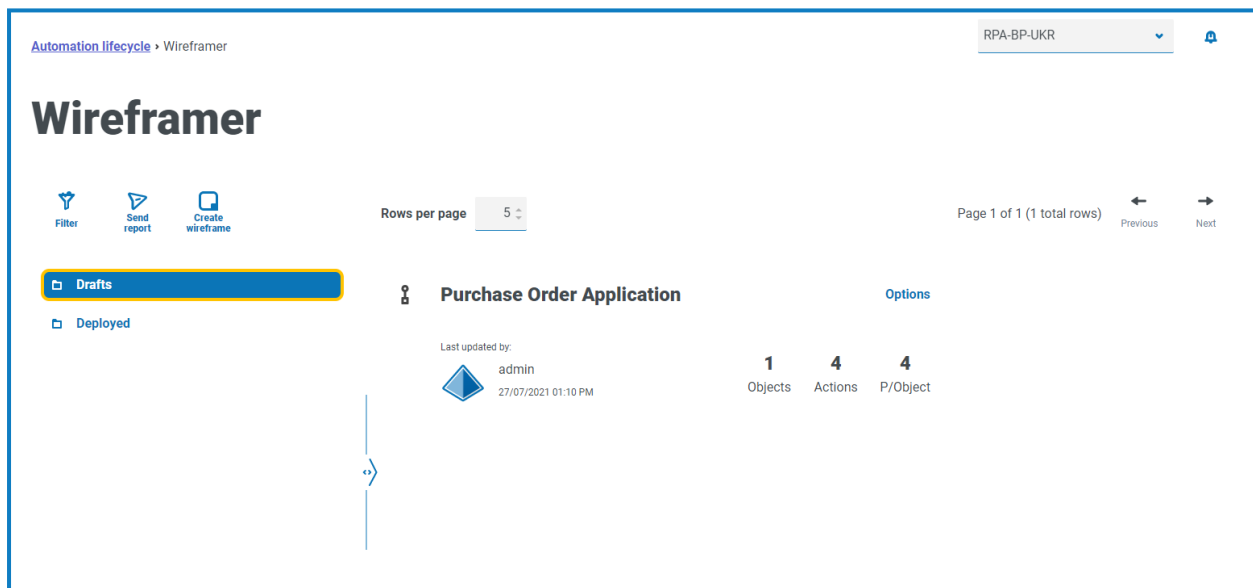 Automation lifecycle › Wireframer
RPA-BP-UKR
Wireframer
Filter
Send
report
Create
wireframe
Rows per page
5
Page 1 of 1 (1 total rows)
Previous
Next
Drafts
Deployed
Purchase Order Application
Options
Last updated by:
admin
27/07/2021 01:10 PM
1
Objects
4
Actions
4
P/Object